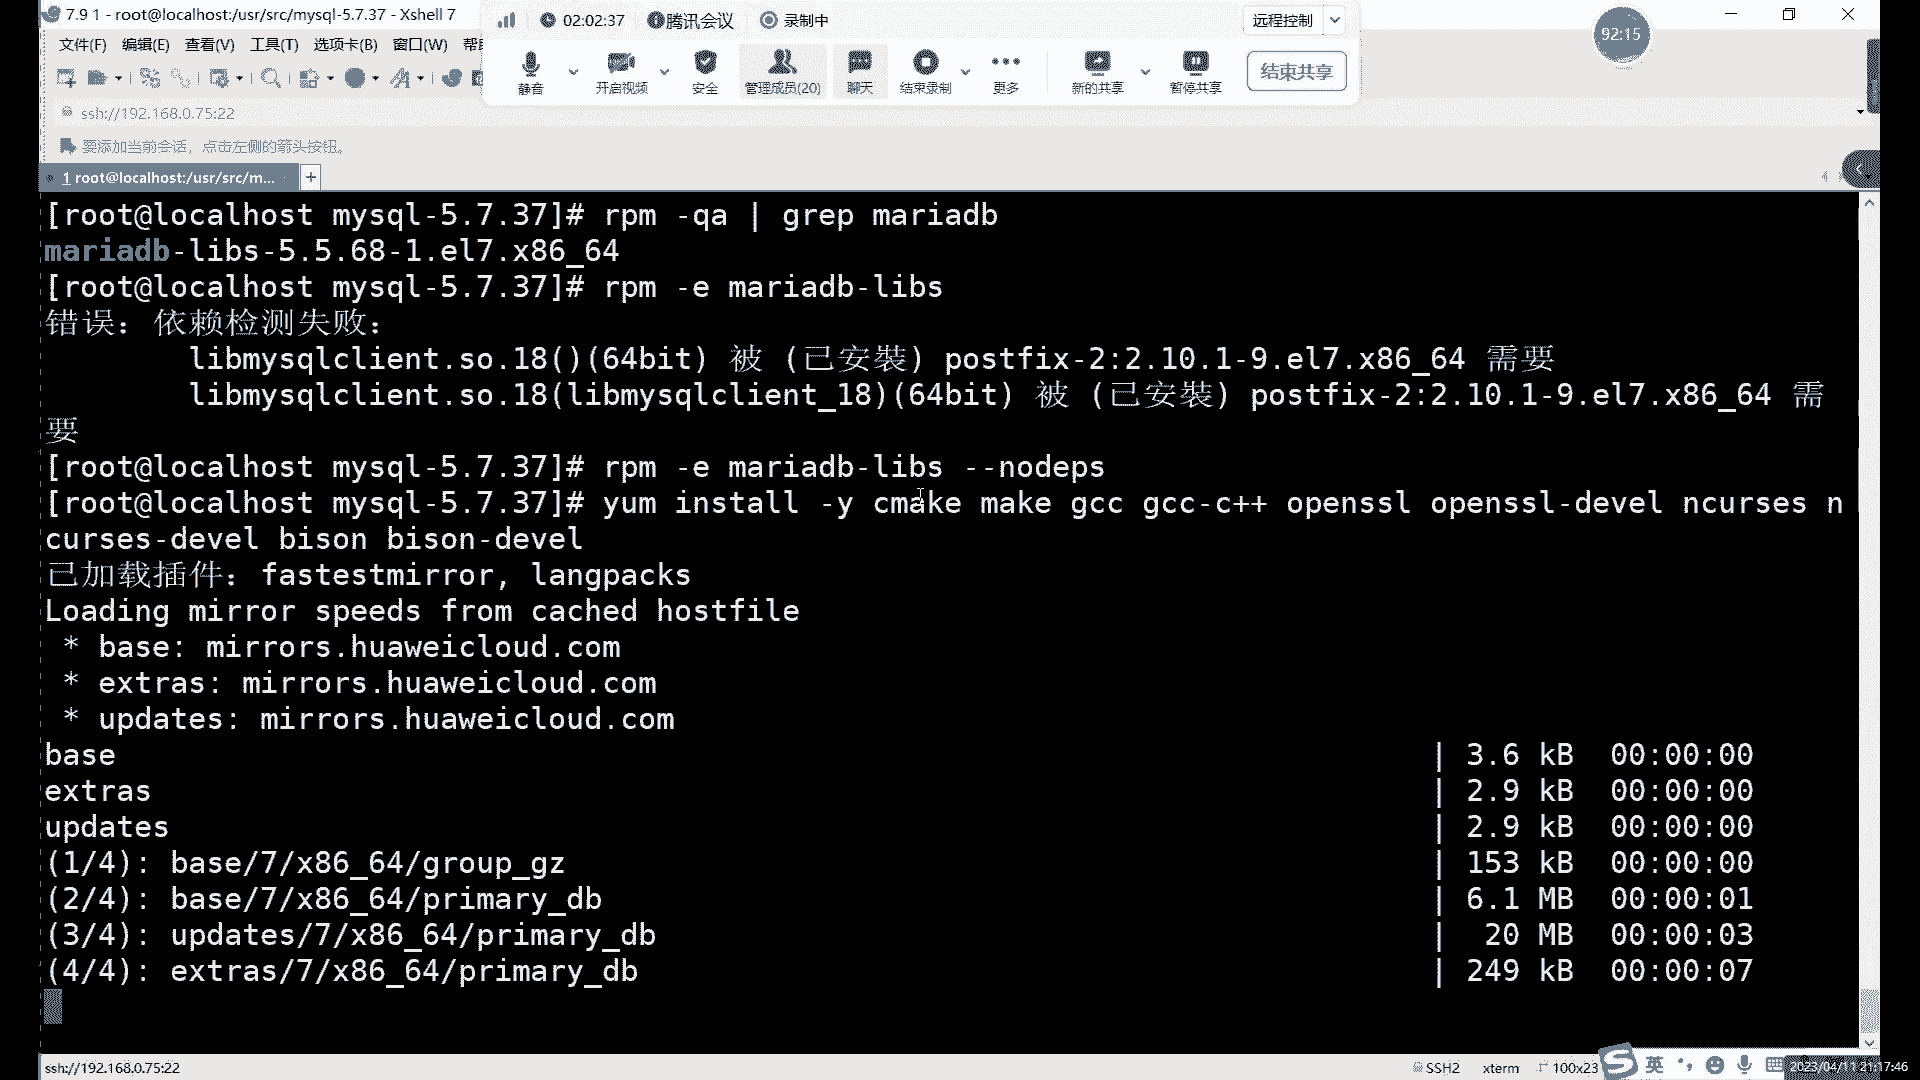 7.9 1 - root@localhost:/usr/src/mysql-5.7.37 - Xshell 7
02:02:37 腾讯会议 录制中 远程控制
92:15
文件(F) 编辑(E) 查看(V) 工具(T) 选项卡(B) 窗口(W)
静音 开启视频 安全 管理成员(20) 聊天 结束录制 更多 新的共享 暂停共享 结束共享
ssh://192.168.0.75:22
要添加当前会话，点击左侧的箭头按钮。
1 root@localhost:/usr/src/m... +
[root@localhost mysql-5.7.37]# rpm -qa | grep mariadb
mariadb-libs-5.5.68-1.el7.x86_64
[root@localhost mysql-5.7.37]# rpm -e mariadb-libs
错误：依赖检测失败：
libmysqlclient.so.18()(64bit) 被 (已安裝) postfix-2:2.10.1-9.el7.x86_64 需要
libmysqlclient.so.18(libmysqlclient_18)(64bit) 被 (已安裝) postfix-2:2.10.1-9.el7.x86_64 需
要
[root@localhost mysql-5.7.37]# rpm -e mariadb-libs --nodeps
[root@localhost mysql-5.7.37]# yum install -y cmake make gcc gcc-c++ openssl openssl-devel ncurses n
curses-devel bison bison-devel
已加载插件：fastestmirror, langpacks
Loading mirror speeds from cached hostfile
* base: mirrors.huaweicloud.com
* extras: mirrors.huaweicloud.com
* updates: mirrors.huaweicloud.com
base | 3.6 kB 00:00:00
extras | 2.9 kB 00:00:00
updates | 2.9 kB 00:00:00
(1/4): base/7/x86_64/group_gz | 153 kB 00:00:00
(2/4): base/7/x86_64/primary_db | 6.1 MB 00:00:01
(3/4): updates/7/x86_64/primary_db | 20 MB 00:00:03
(4/4): extras/7/x86_64/primary_db | 249 kB 00:00:07
ssh://192.168.0.75:22 SSH2 xterm 100x23 英 2023/04/11 21:17:46